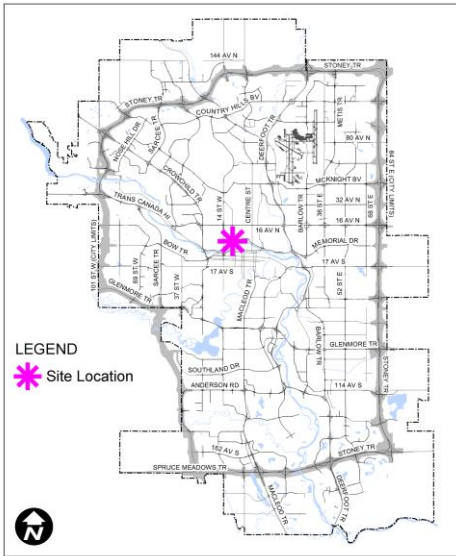 144 AV N
STONEY TR
STONEY TR
COUNTRY HILLS BV
NOSE HILL DR
SARCEE TR
DEERFOOT TR
METIS TR
80 AV N
CROWCHILD TR
TRANS CANADA HI
14 ST W
CENTRE ST
BARLOW TR
MCKNIGHT BV
36 ST E
32 AV N
16 AV N
16 AV N
68 ST E
84 ST E (CITY LIMITS)
BOW TR
MEMORIAL DR
17 AV S
17 AV S
101 ST W (CITY LIMITS)
69 ST W
SARCEE TR
37 ST W
MACLEOD TR
52 ST E
GLENMORE TR
BARLOW TR
GLENMORE TR
LEGEND
Site Location
SOUTHLAND DR
ANDERSON RD
114 AV S
STONEY TR
162 AV S
STONEY TR
SPRUCE MEADOWS TR
MACLEOD TR
DEERFOOT TR
N